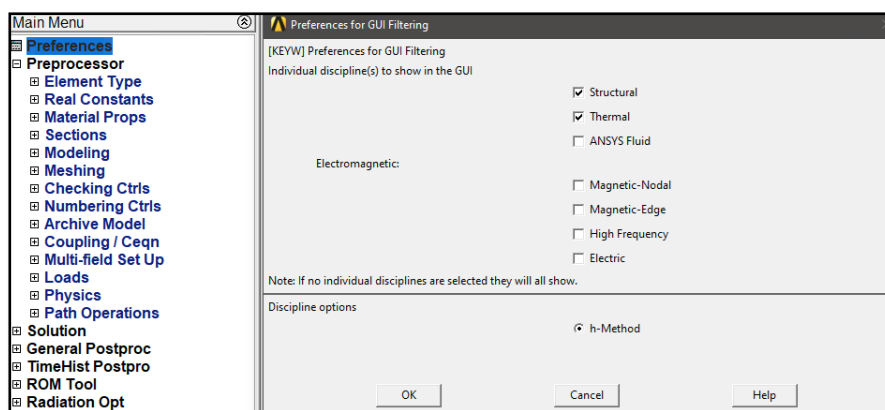 Main Menu
Preferences
Preprocessor
Element Type
Real Constants
Material Props
Sections
Modeling
Meshing
Checking Ctrls
Numbering Ctrls
Archive Model
Coupling / Ceqn
Multi-field Set Up
Loads
Physics
Path Operations
Solution
General Postproc
TimeHist Postpro
ROM Tool
Radiation Opt
Preferences for GUI Filtering
[KEYW] Preferences for GUI Filtering
Individual discipline(s) to show in the GUI
Structural
Thermal
ANSYS Fluid
Electromagnetic:
Magnetic-Nodal
Magnetic-Edge
High Frequency
Electric
Note: If no individual disciplines are selected they will all show.
Discipline options
h-Method
OK Cancel Help